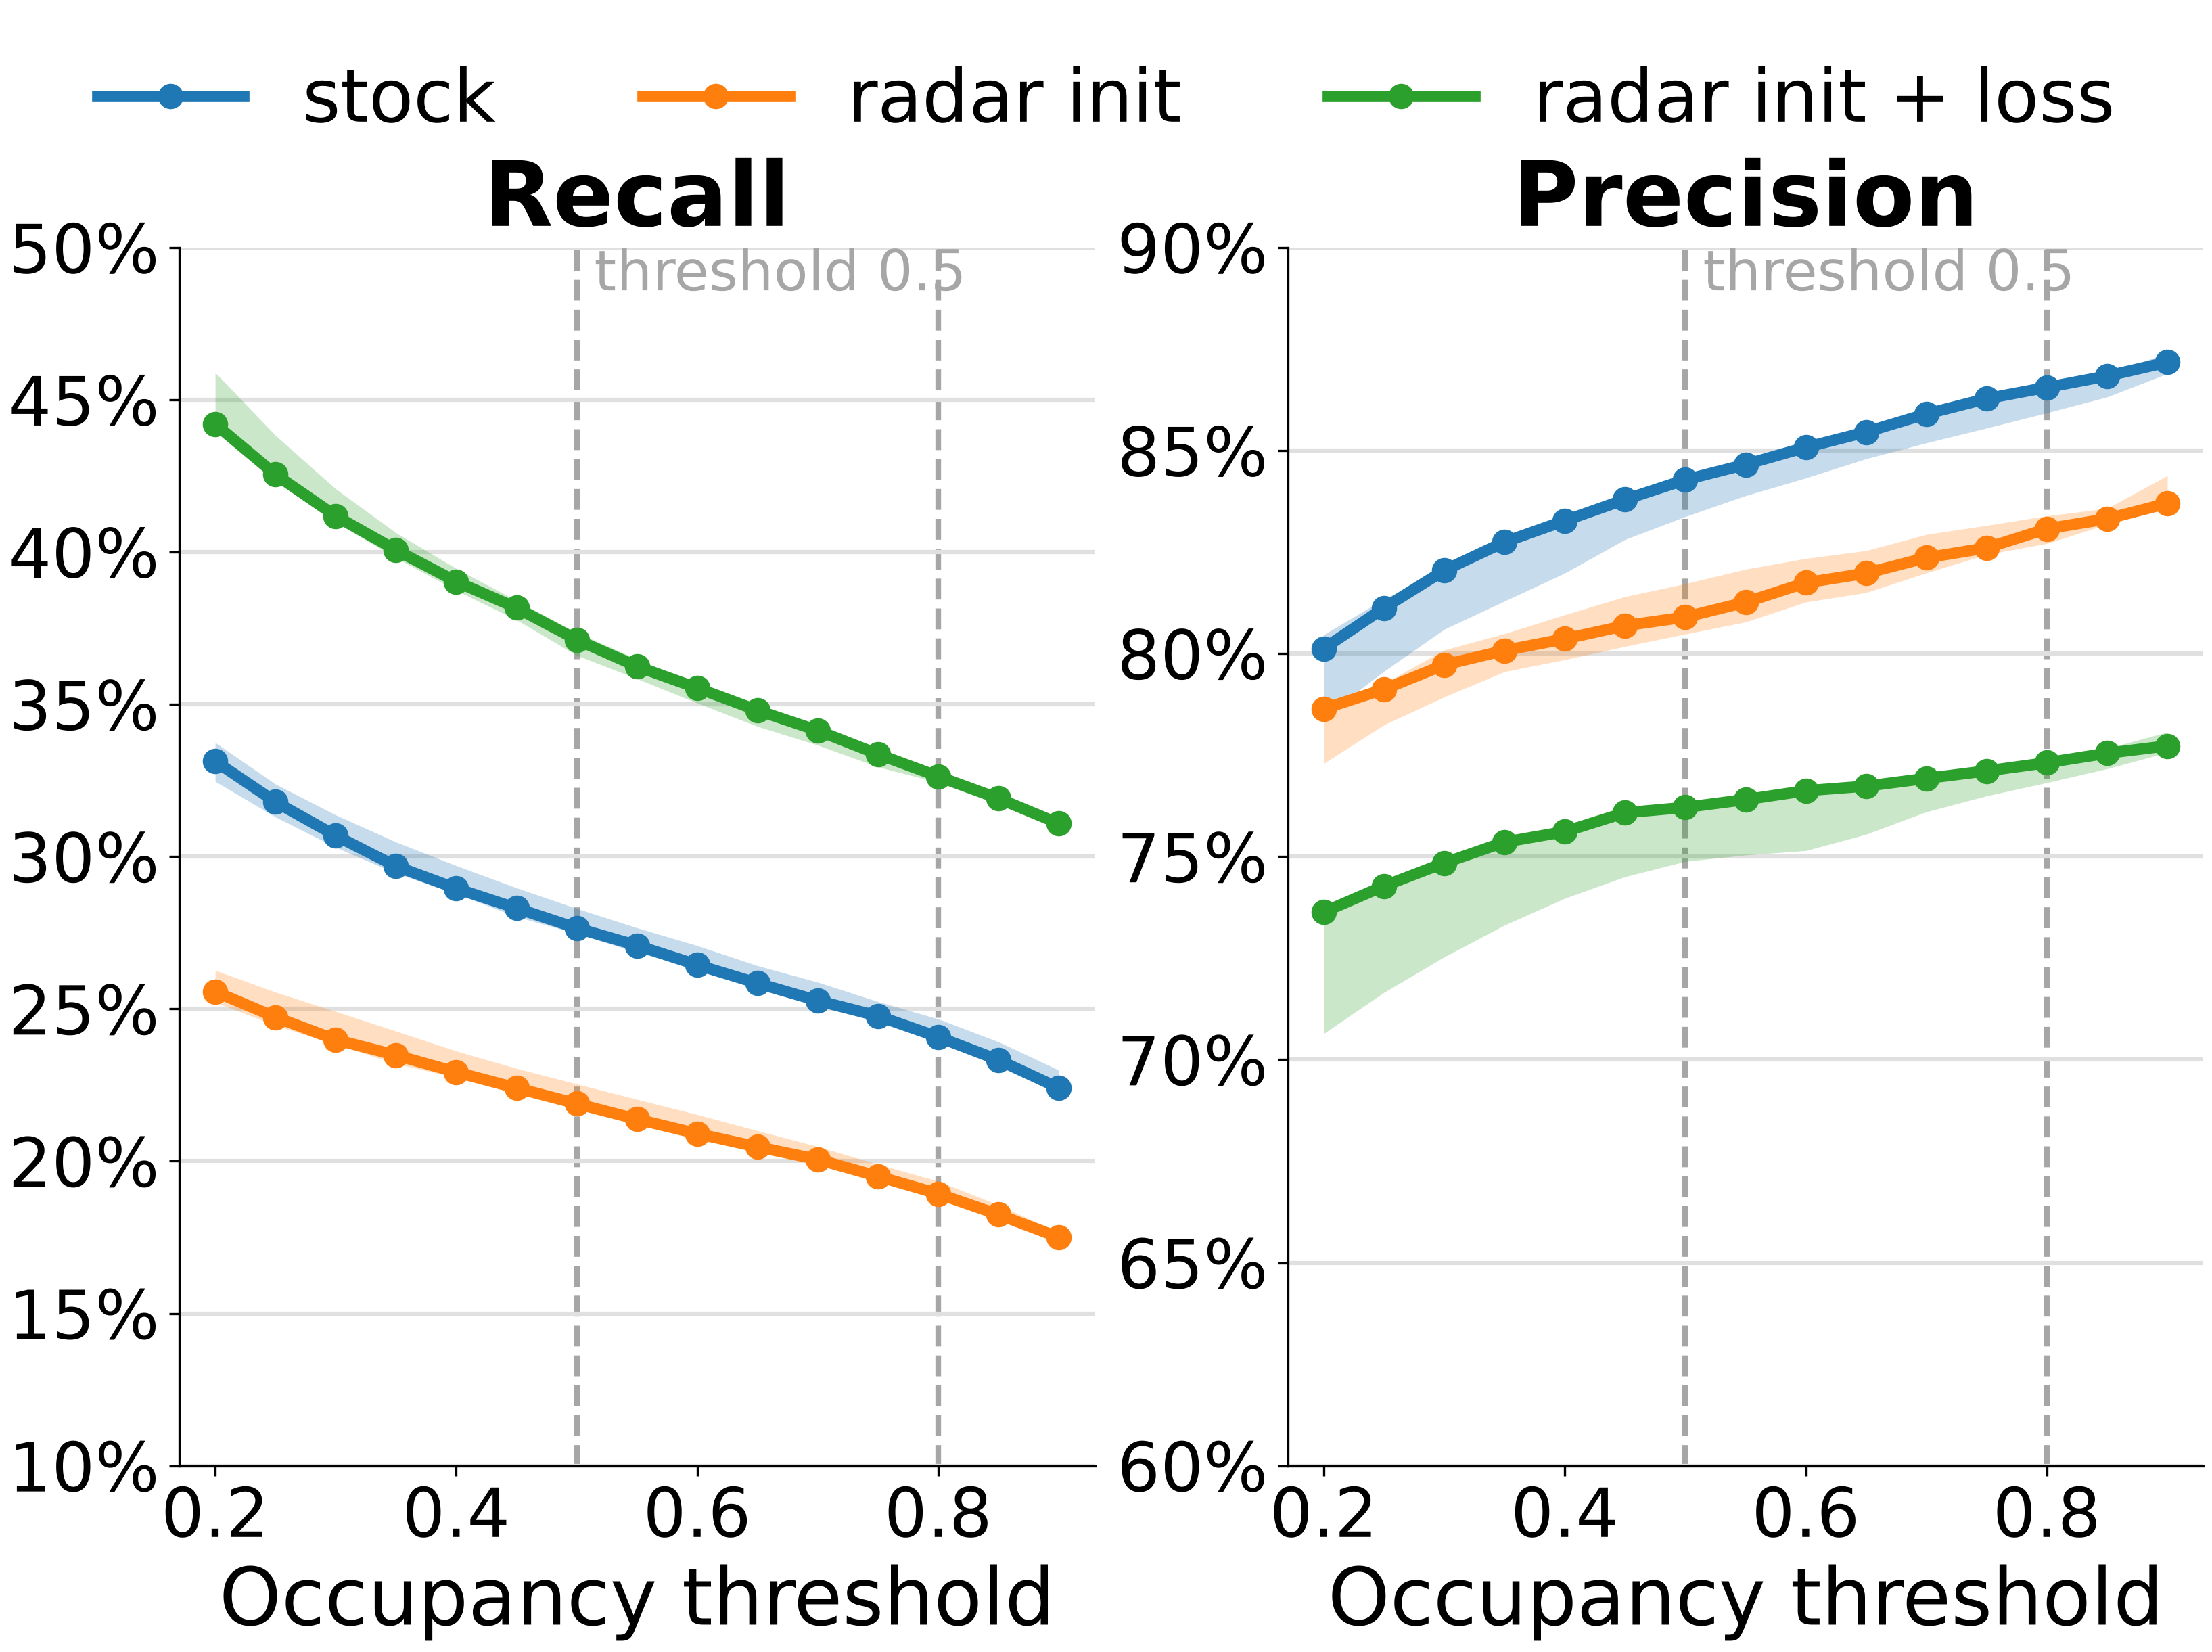 stock radar init radar init + loss
Recall
50%
45%
40%
35%
30%
25%
20%
15%
10%
threshold 0.5
0.2 0.4 0.6 0.8
Occupancy threshold
Precision
90%
85%
80%
75%
70%
65%
60%
threshold 0.5
0.2 0.4 0.6 0.8
Occupancy threshold